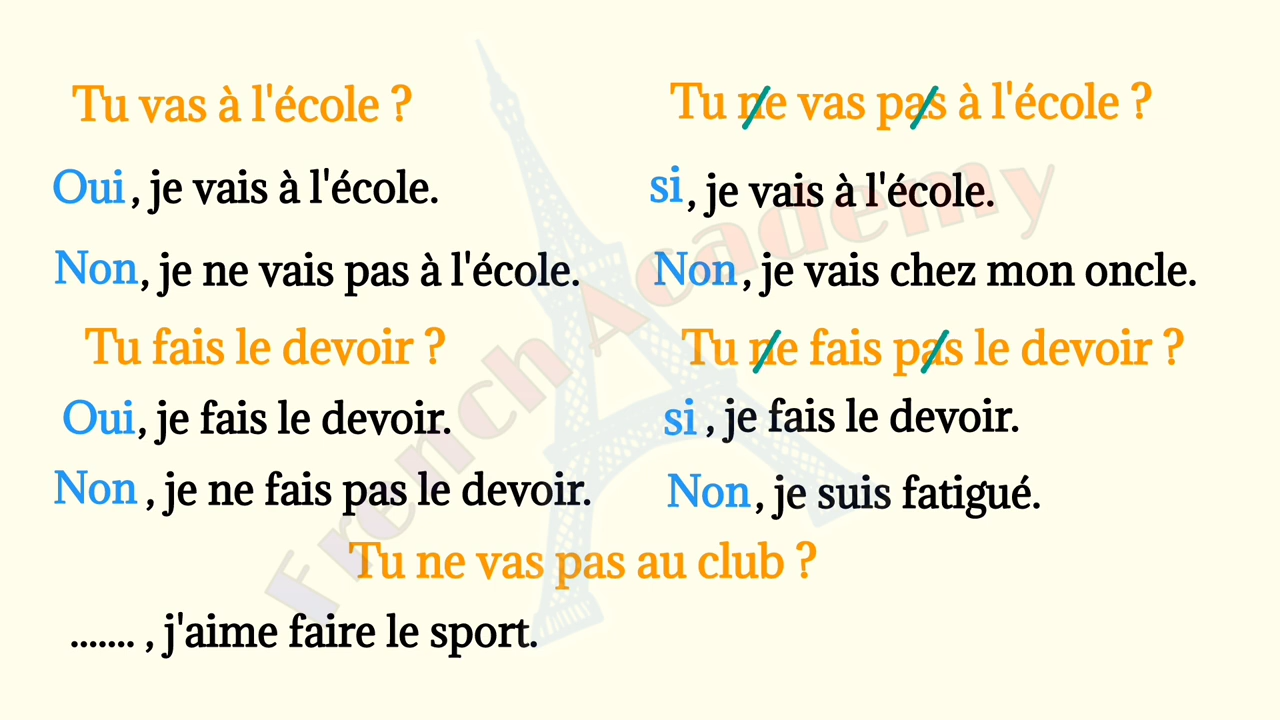 Tu vas à l'école ?
Oui, je vais à l'école.
Non, je ne vais pas à l'école.
Tu ne vas pas à l'école ?
si, je vais à l'école.
Non, je vais chez mon oncle.
Tu fais le devoir ?
Oui, je fais le devoir.
Non, je ne fais pas le devoir.
Tu ne fais pas le devoir ?
si, je fais le devoir.
Non, je suis fatigué.
Tu ne vas pas au club ?
......., j'aime faire le sport.
French Academy